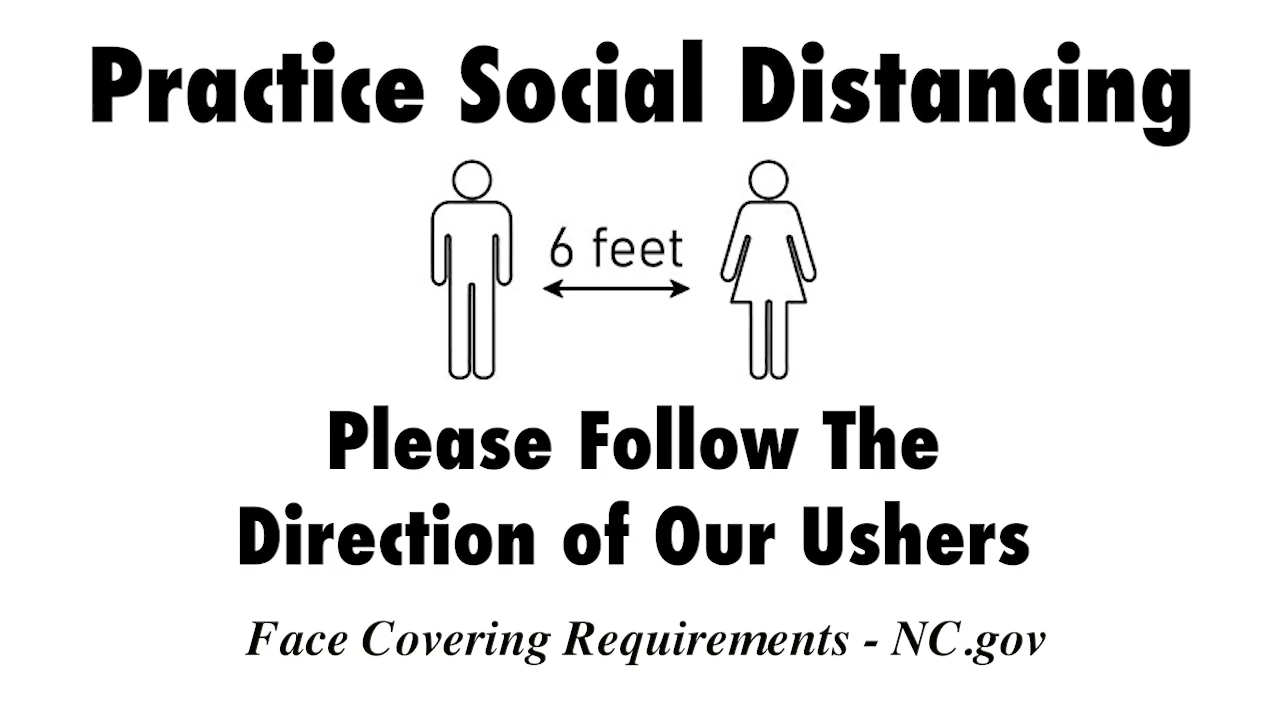 Practice Social Distancing
6 feet
Please Follow The
Direction of Our Ushers
Face Covering Requirements - NC.gov